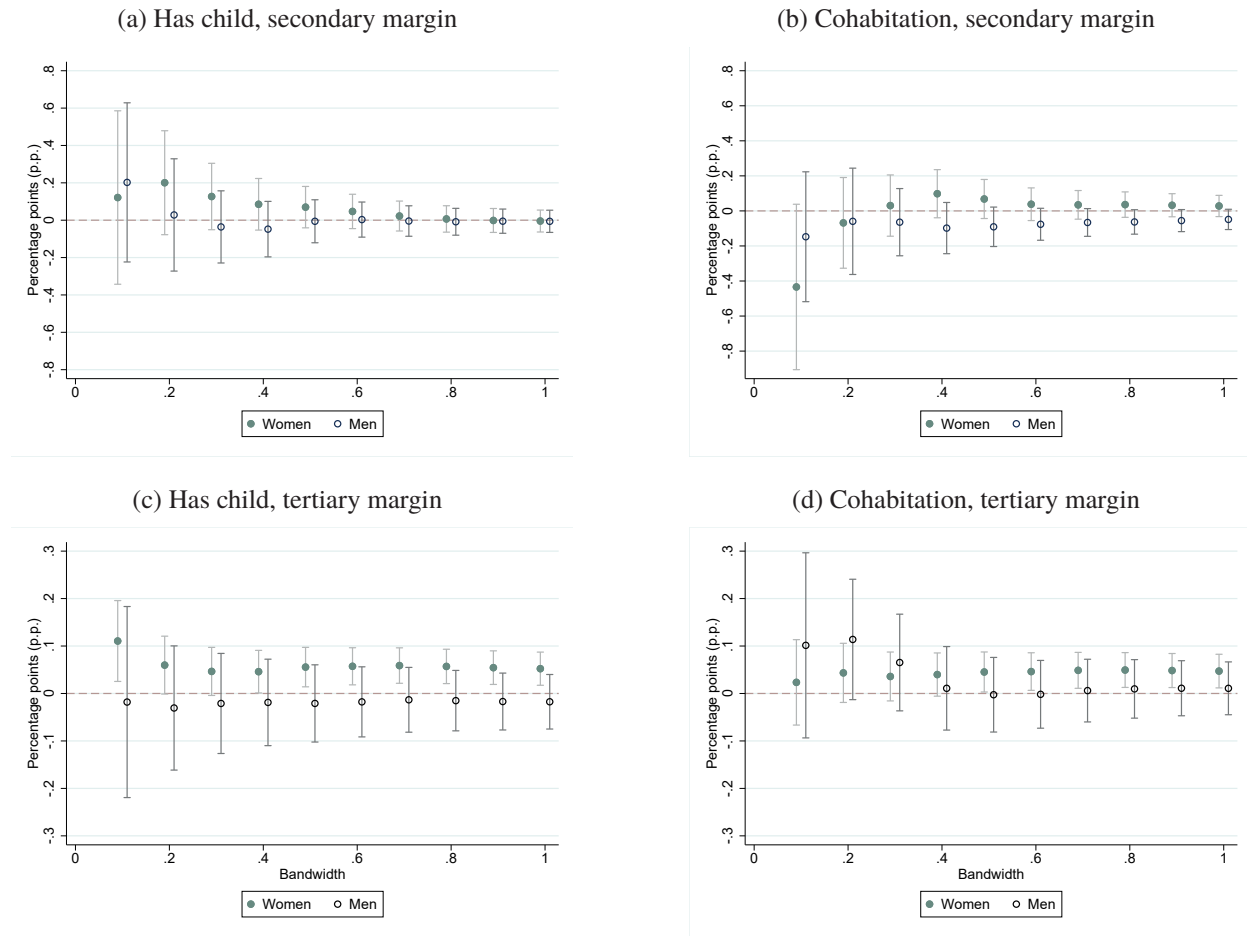 (a) Has child, secondary margin
Percentage points (p.p.)
.8
.6
.4
.2
0
-.2
-.4
-.6
-.8
0 .2 .4 .6 .8 1
Women Men
(b) Cohabitation, secondary margin
Percentage points (p.p.)
.8
.6
.4
.2
0
-.2
-.4
-.6
-.8
0 .2 .4 .6 .8 1
Women Men
(c) Has child, tertiary margin
Percentage points (p.p.)
.3
.2
.1
0
-.1
-.2
-.3
0 .2 .4 .6 .8 1
Bandwidth
Women Men
(d) Cohabitation, tertiary margin
Percentage points (p.p.)
.3
.2
.1
0
-.1
-.2
-.3
0 .2 .4 .6 .8 1
Bandwidth
Women Men